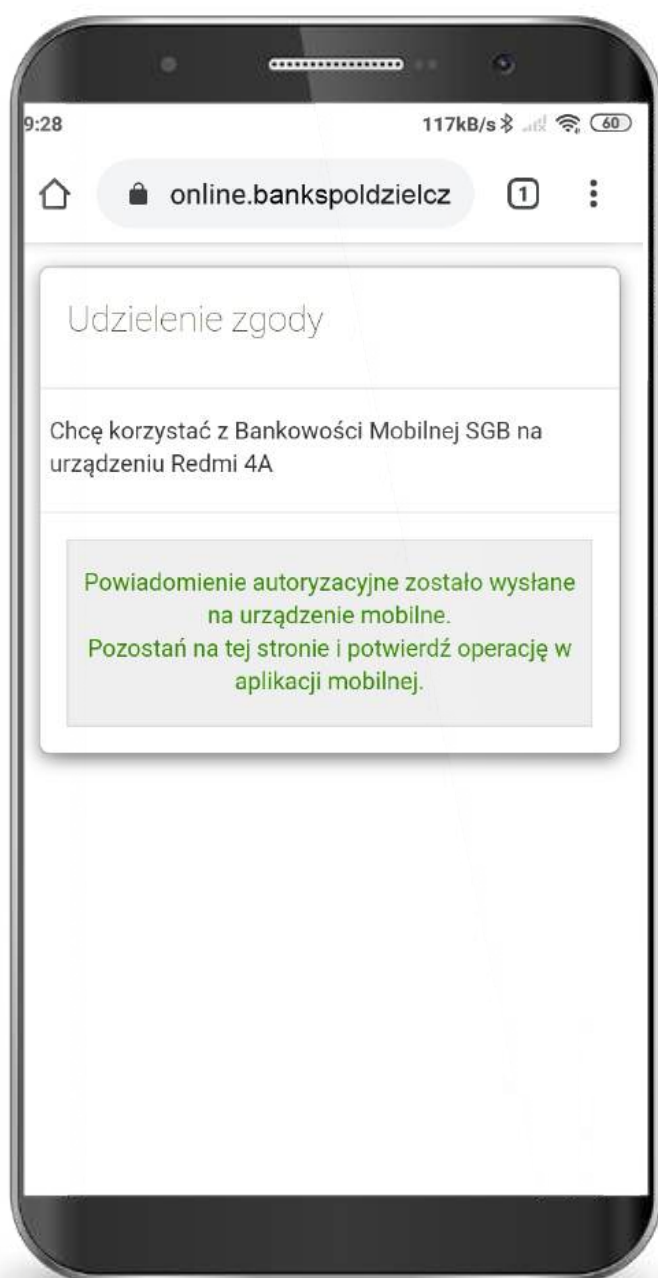 9:28
117kB/s
60
online.bankspoldzielcz
1
Udzielenie zgody
Chcę korzystać z Bankowości Mobilnej SGB na
urządzeniu Redmi 4A
Powiadomienie autoryzacyjne zostało wysłane
na urządzenie mobilne.
Pozostań na tej stronie i potwierdź operację w
aplikacji mobilnej.